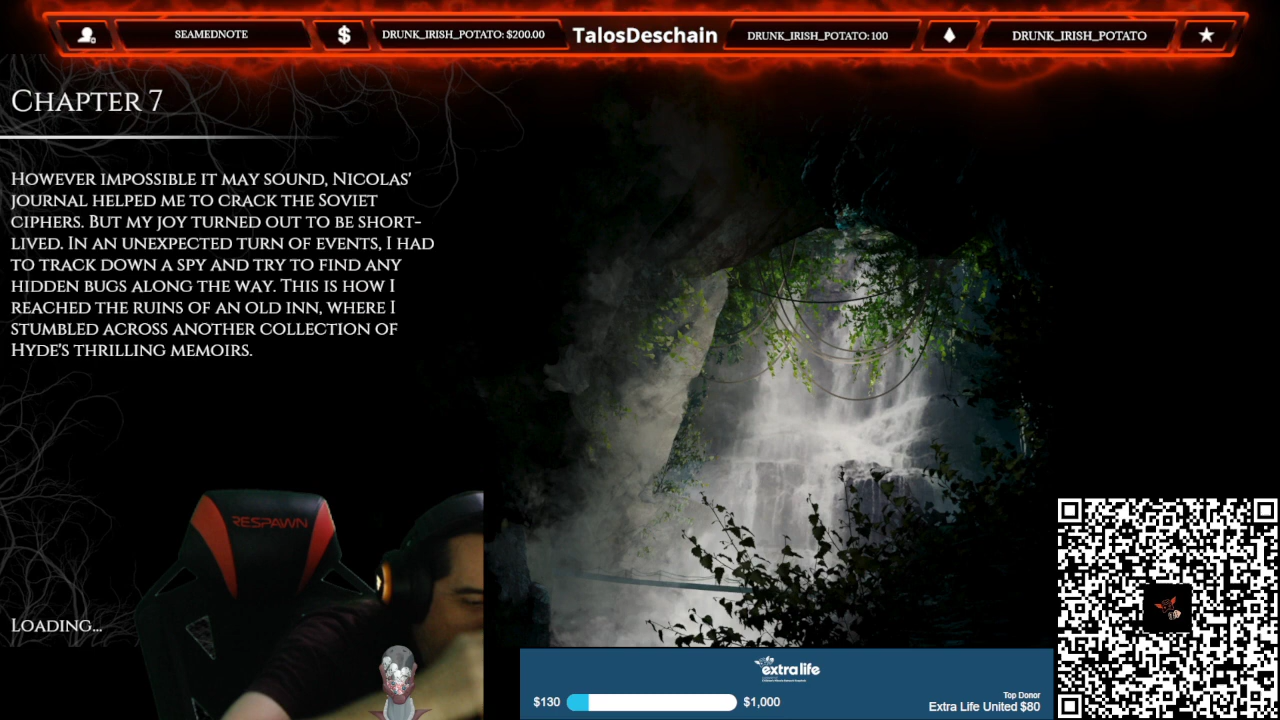 SEAMEDNOTE
$
DRUNK_IRISH_POTATO: $200.00
TalosDeschain
DRUNK_IRISH_POTATO: 100
DRUNK_IRISH_POTATO
Chapter 7
However impossible it may sound, Nicolas'
journal helped me to crack the Soviet
ciphers. But my joy turned out to be short-
lived. In an unexpected turn of events, I had
to track down a spy and try to find any
hidden bugs along the way. This is how I
reached the ruins of an old inn, where I
stumbled across another collection of
Hyde's thrilling memoirs.
RESPAWN
Loading...
extra life
$130
$1,000
Top Donor
Extra Life United $80